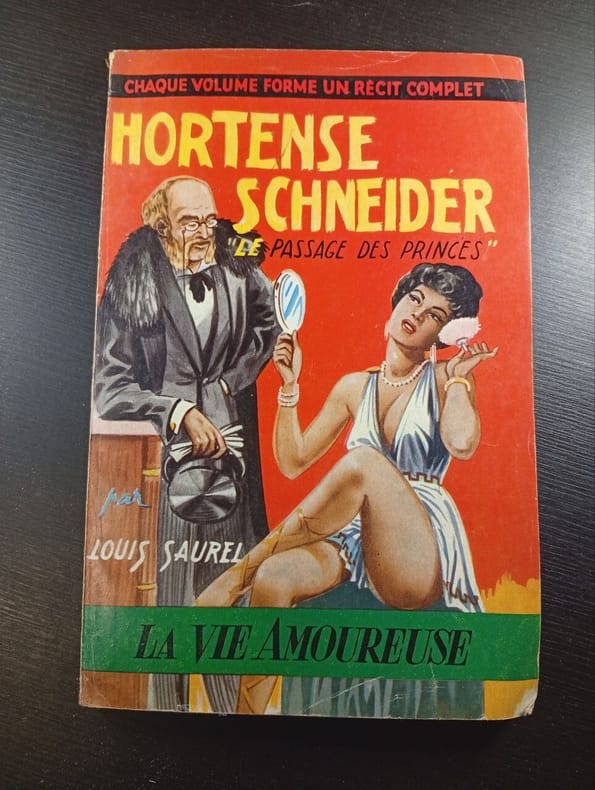 CHAQUE VOLUME FORME UN RÉCIT COMPLET
HORTENSE
SCHNEIDER
"LE PASSAGE DES PRINCES"
par
LOUIS SAUREL
LA VIE AMOUREUSE